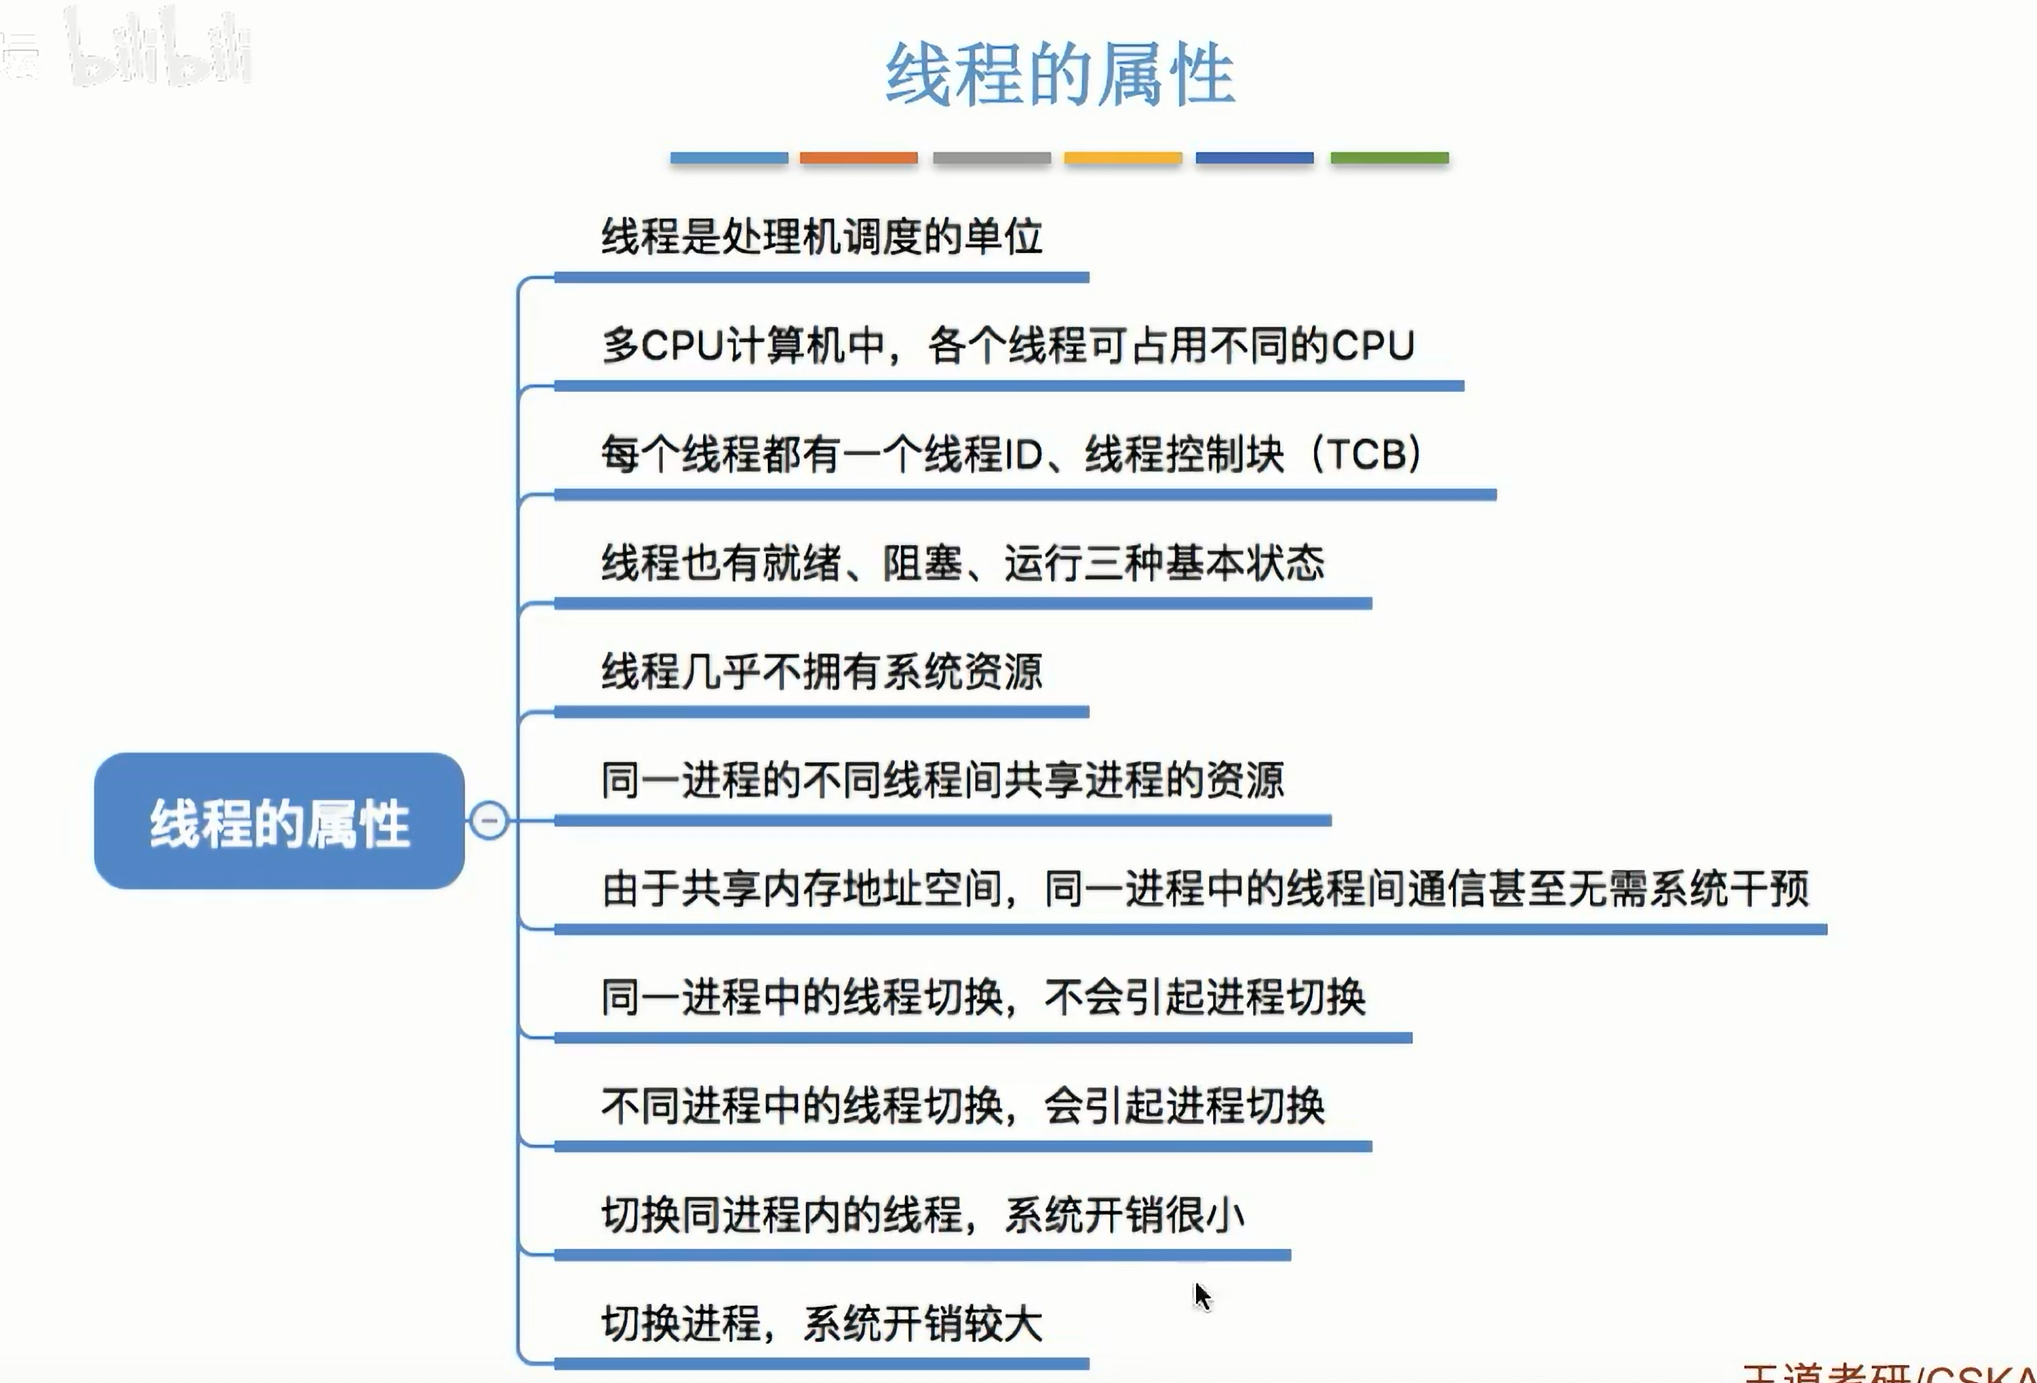 坛 bilibili
线程的属性
线程是处理机调度的单位
多CPU计算机中，各个线程可占用不同的CPU
每个线程都有一个线程ID、线程控制块（TCB）
线程也有就绪、阻塞、运行三种基本状态
线程几乎不拥有系统资源
同一进程的不同线程间共享进程的资源
线程的属性
由于共享内存地址空间，同一进程中的线程间通信甚至无需系统干预
同一进程中的线程切换，不会引起进程切换
不同进程中的线程切换，会引起进程切换
切换同进程内的线程，系统开销很小
切换进程，系统开销较大
王道考研/CSKA